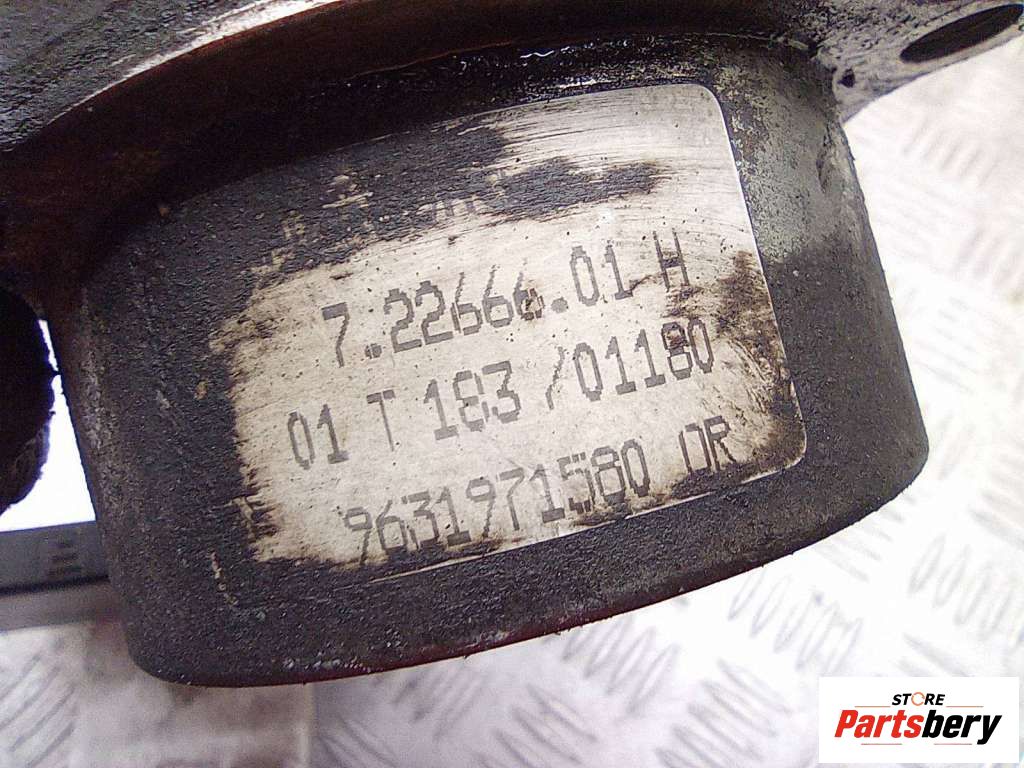 7.22666.01 H
01 T 183 /01180
9631971580 DR
STORE
Partsbery